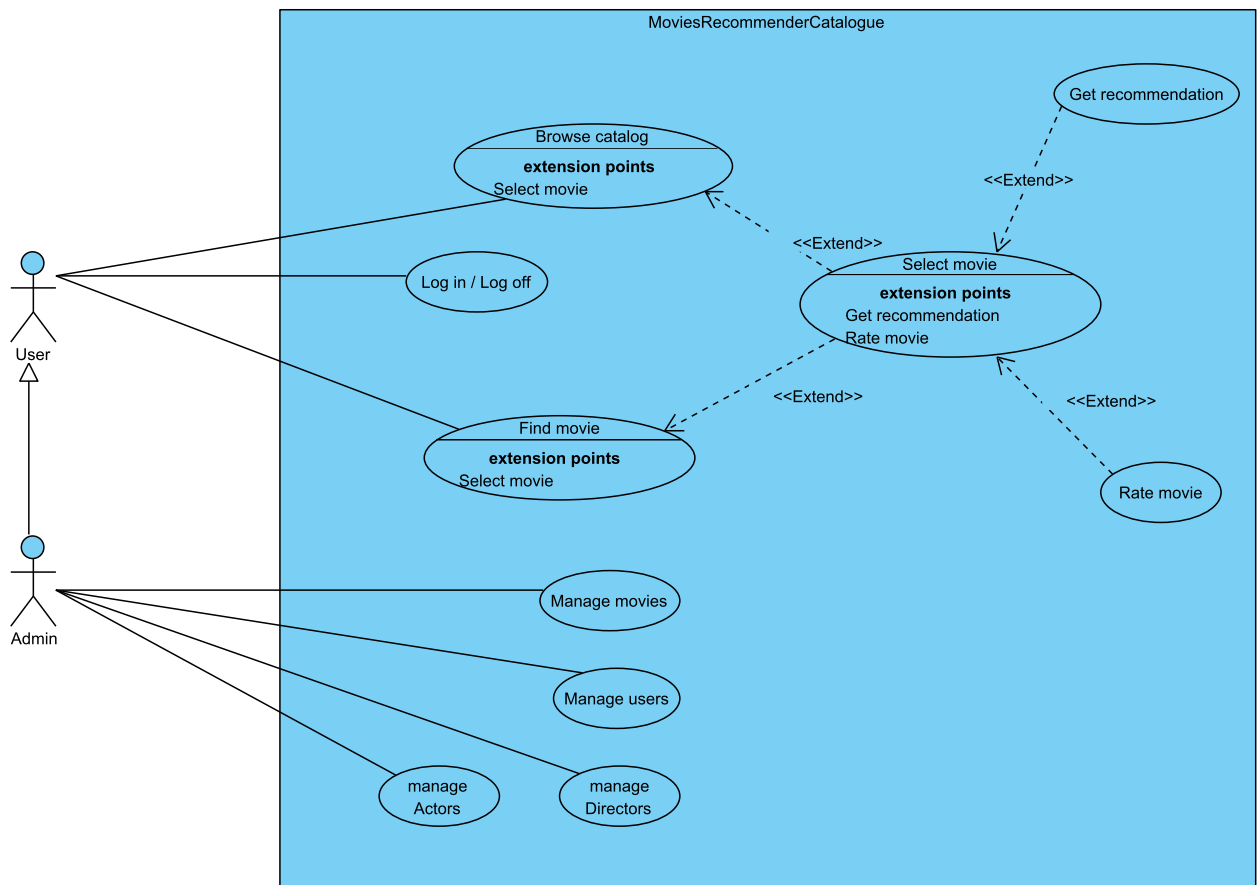 MoviesRecommenderCatalogue
Get recommendation
Browse catalog
extension points
Select movie
<<Extend>>
<<Extend>>
Select movie
extension points
Get recommendation
Rate movie
Log in / Log off
User
<<Extend>>
<<Extend>>
Find movie
extension points
Select movie
Rate movie
Admin
Manage movies
Manage users
manage
Actors
manage
Directors